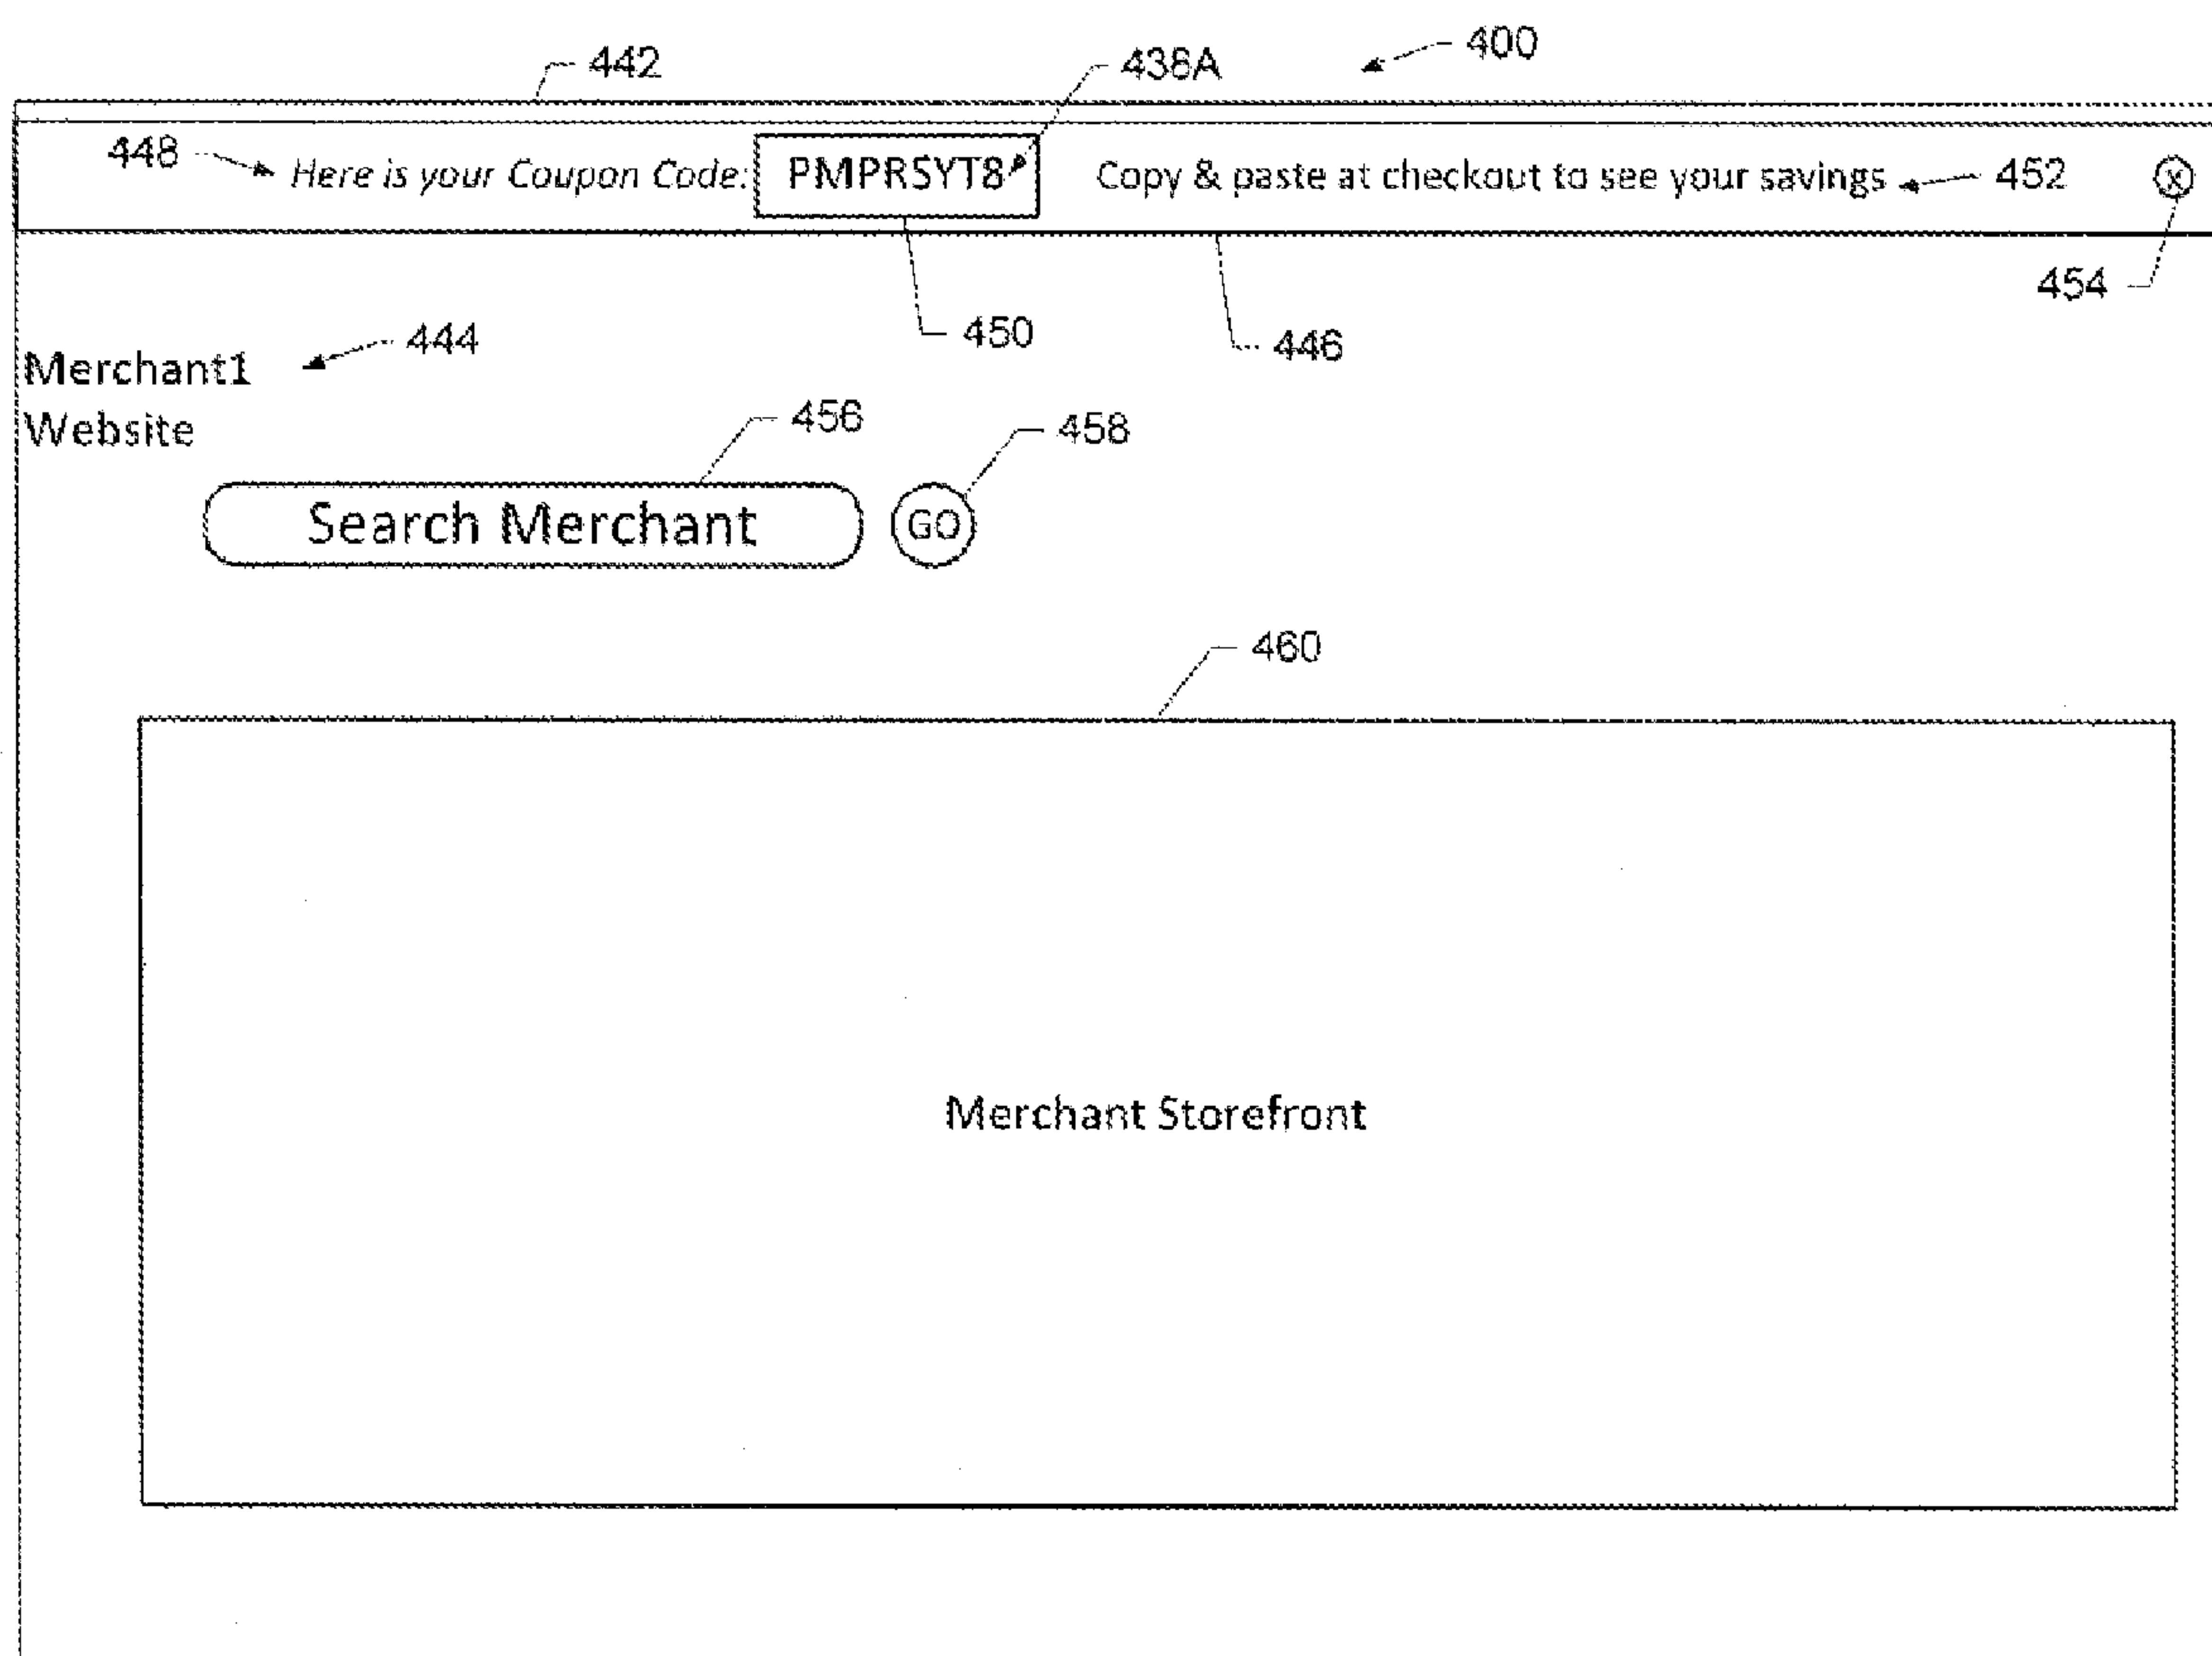 442 438A 400
448 Here is your Coupon Code: PMPRSYT8 Copy & paste at checkout to see your savings 452 X
454
450 446
444
Merchant1
Website
456 458
Search Merchant GO
460
Merchant Storefront